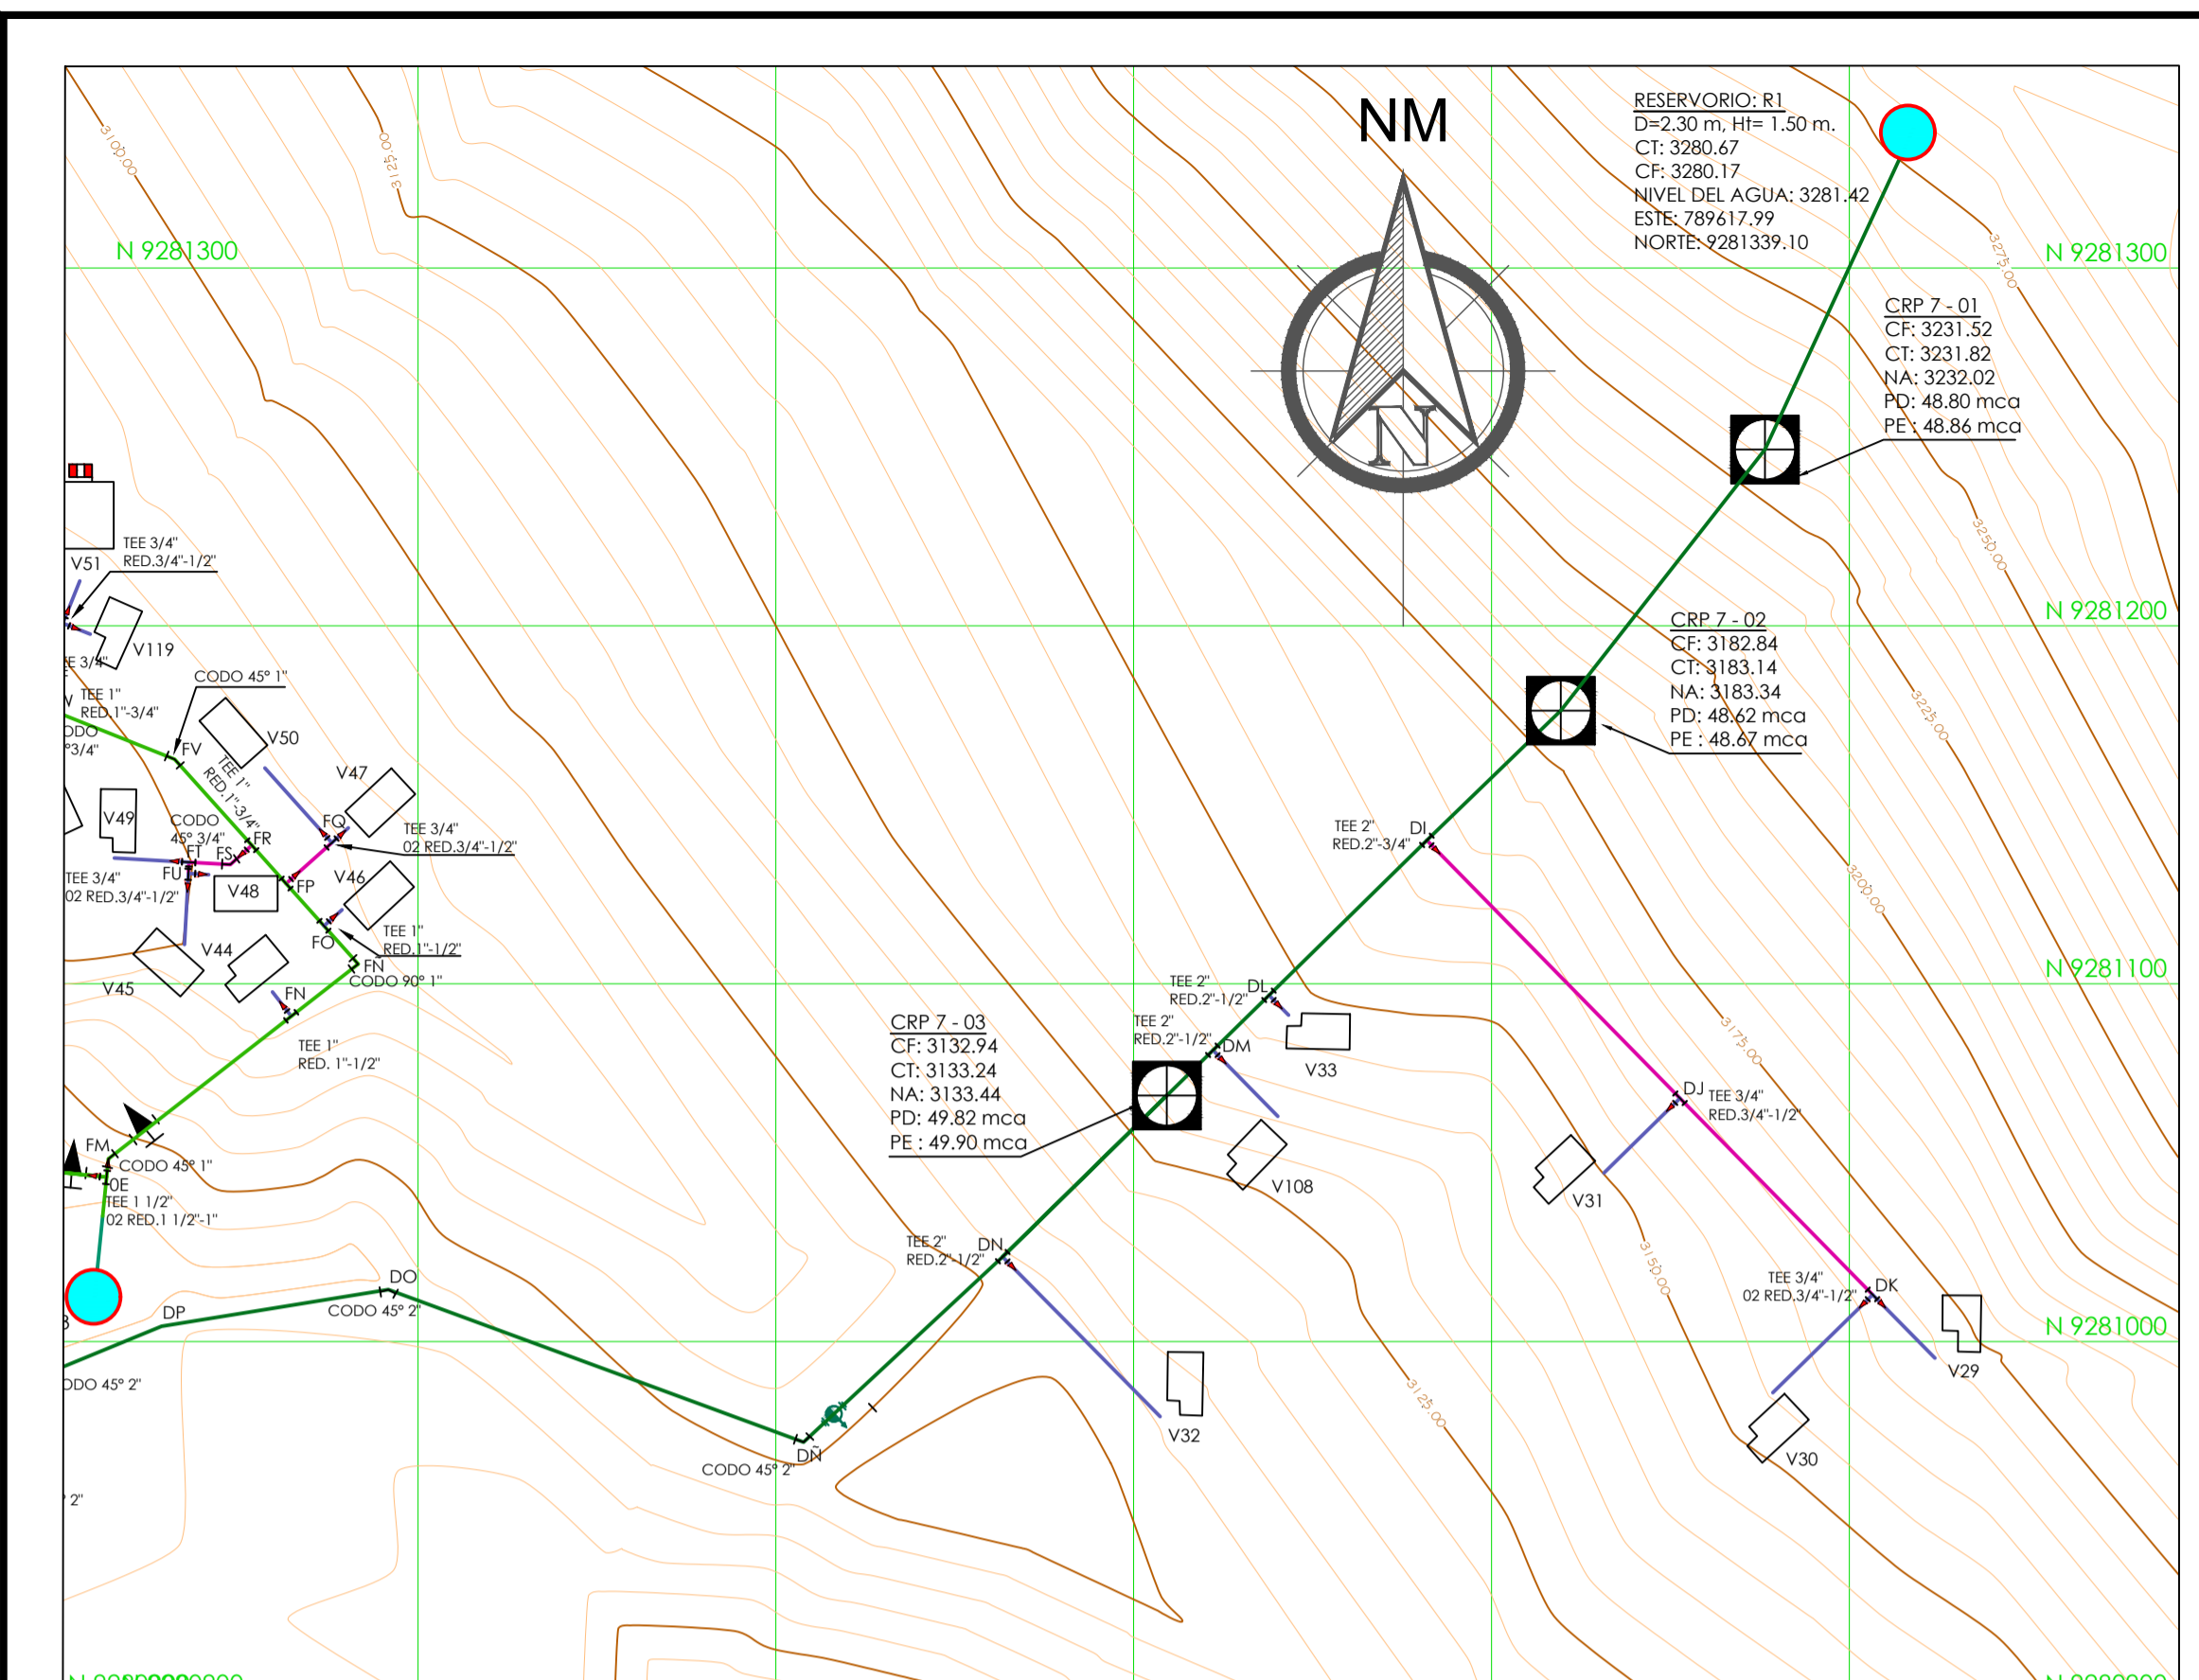 NM
RESERVORIO: R1
D=2.30 m, Ht= 1.50 m.
CT: 3280.67
CF: 3280.17
NIVEL DEL AGUA: 3281.42
ESTE: 789617.99
NORTE: 9281339.10
3100.00
3125.00
N 9281300
N 9281300
3275.00
CRP 7 - 01
CF: 3231.52
CT: 3231.82
NA: 3232.02
PD: 48.80 mca
PE : 48.86 mca
N
3250.00
TEE 3/4"
RED.3/4"-1/2"
V51
V119
N 9281200
CRP 7 - 02
CF: 3182.84
CT: 3183.14
NA: 3183.34
PD: 48.62 mca
PE : 48.67 mca
3225.00
CODO 45° 1"
TEE 1"
RED.1"-3/4"
FV
V50
TEE 1"
RED.1"-3/4"
V47
V49
CODO
45° 3/4"
FR
FQ
TEE 3/4"
02 RED.3/4"-1/2"
FT
FS
FU
TEE 3/4"
02 RED.3/4"-1/2"
V48
FP
V46
TEE 2"
RED.2"-3/4"
DI
3200.00
FO
TEE 1"
RED.1"-1/2"
V44
V45
FÑ
CODO 90° 1"
FN
N 9281100
TEE 2"
RED.2"-1/2"
DL
TEE 2"
RED.2"-1/2"
DM
V33
3175.00
CRP 7 - 03
CF: 3132.94
CT: 3133.24
NA: 3133.44
PD: 49.82 mca
PE : 49.90 mca
TEE 1"
RED. 1"-1/2"
DJ
TEE 3/4"
RED.3/4"-1/2"
FM
CODO 45° 1"
0E
TEE 1 1/2"
02 RED.1 1/2"-1"
V108
V31
TEE 2"
RED.2"-1/2"
DN
3150.00
TEE 3/4"
02 RED.3/4"-1/2"
DK
DO
CODO 45° 2"
DP
N 9281000
V29
ODO 45° 2"
3125.00
V32
V30
DÑ
CODO 45° 2"
2"